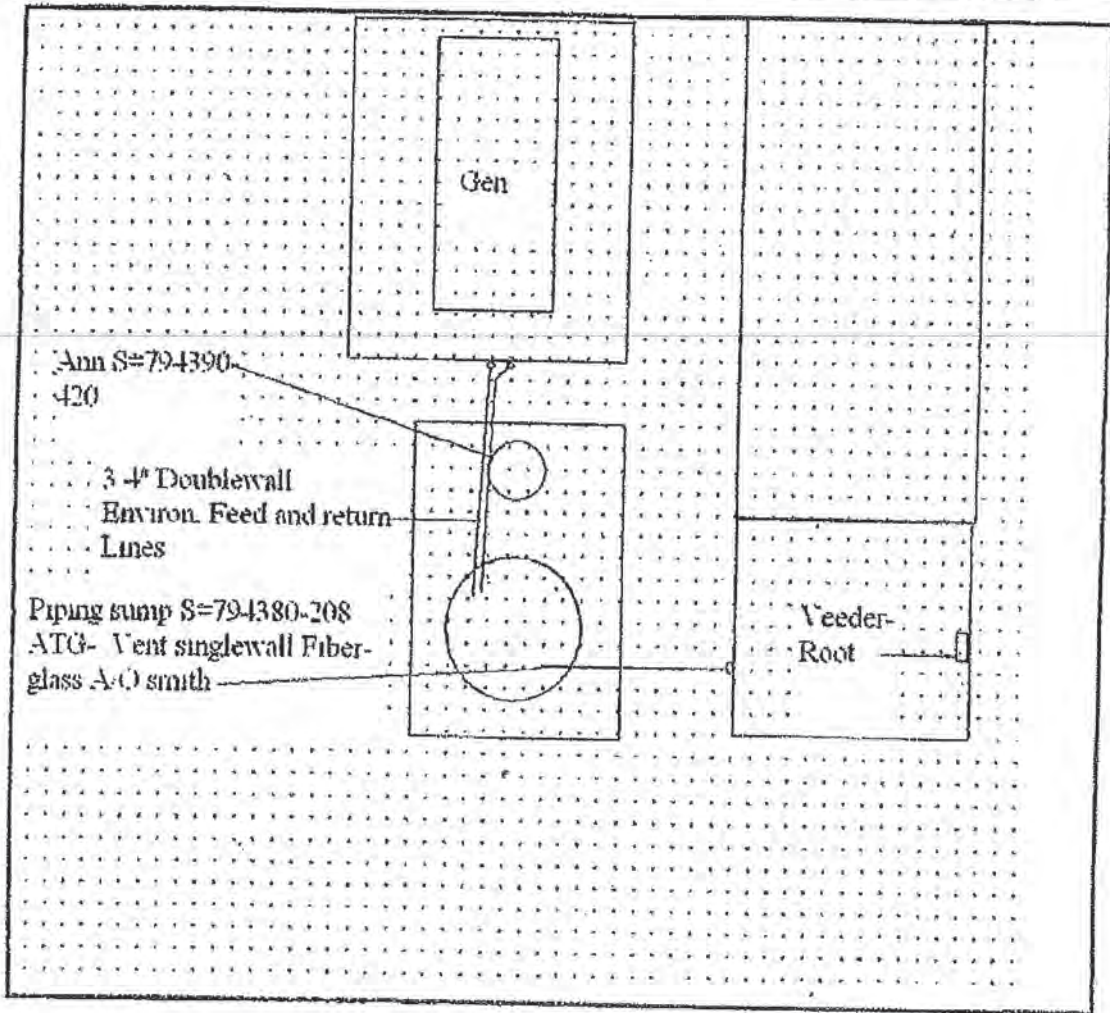 Gen
Ann S=794390-
420
3 4" Doublewall
Environ. Feed and return
Lines
Piping sump S=794380-208
ATG- Vent singlewall Fiber-
glass A/O smith
Veeder-
Root